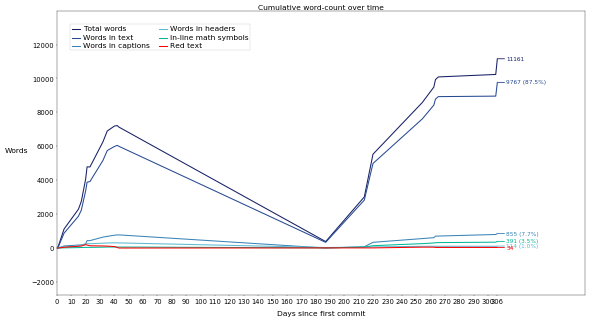 Cumulative word-count over time
Total words
Words in text
Words in captions
Words in headers
In-line math symbols
Red text
12000
10000
8000
6000
4000
2000
0
−2000
Words
11161
9767 (87.5%)
855 (7.7%)
391 (3.5%)
(1.0%)
0 10 20 30 40 50 60 70 80 90 100 110 120 130 140 150 160 170 180 190 200 210 220 230 240 250 260 270 280 290 300 306
Days since first commit